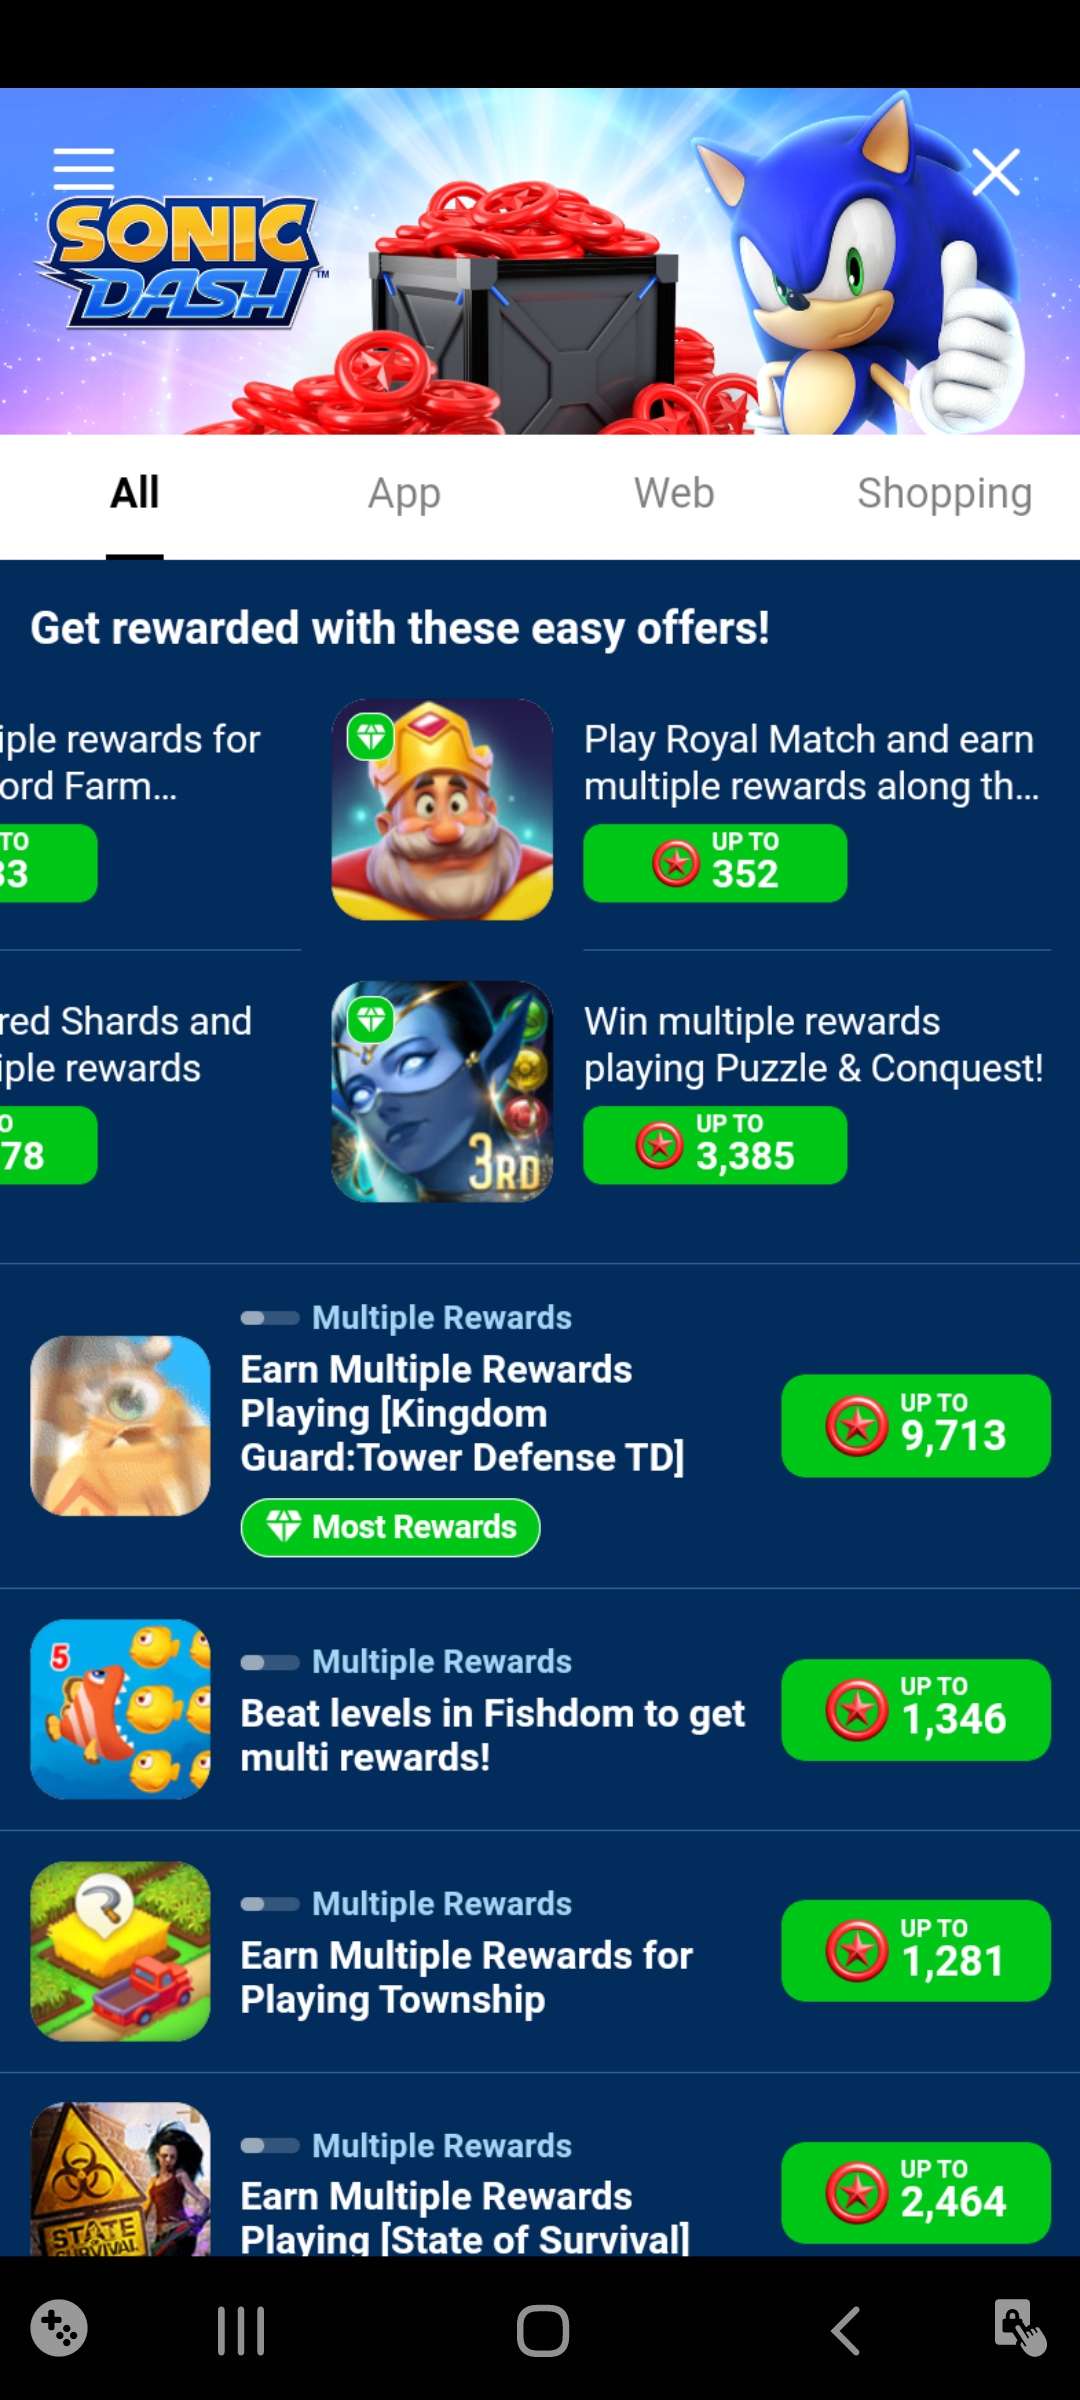 SONIC
DASH™
All
App
Web
Shopping
Get rewarded with these easy offers!
iple rewards for
ord Farm...
TO
33
Play Royal Match and earn
multiple rewards along th...
UP TO
352
red Shards and
iple rewards
O
78
3RD
Win multiple rewards
playing Puzzle & Conquest!
UP TO
3,385
Multiple Rewards
Earn Multiple Rewards
Playing [Kingdom
Guard:Tower Defense TD]
Most Rewards
UP TO
9,713
5
Multiple Rewards
Beat levels in Fishdom to get
multi rewards!
UP TO
1,346
Multiple Rewards
Earn Multiple Rewards for
Playing Township
UP TO
1,281
STATE
SURVIVAL
Multiple Rewards
Earn Multiple Rewards
Playing [State of Survival]
UP TO
2,464